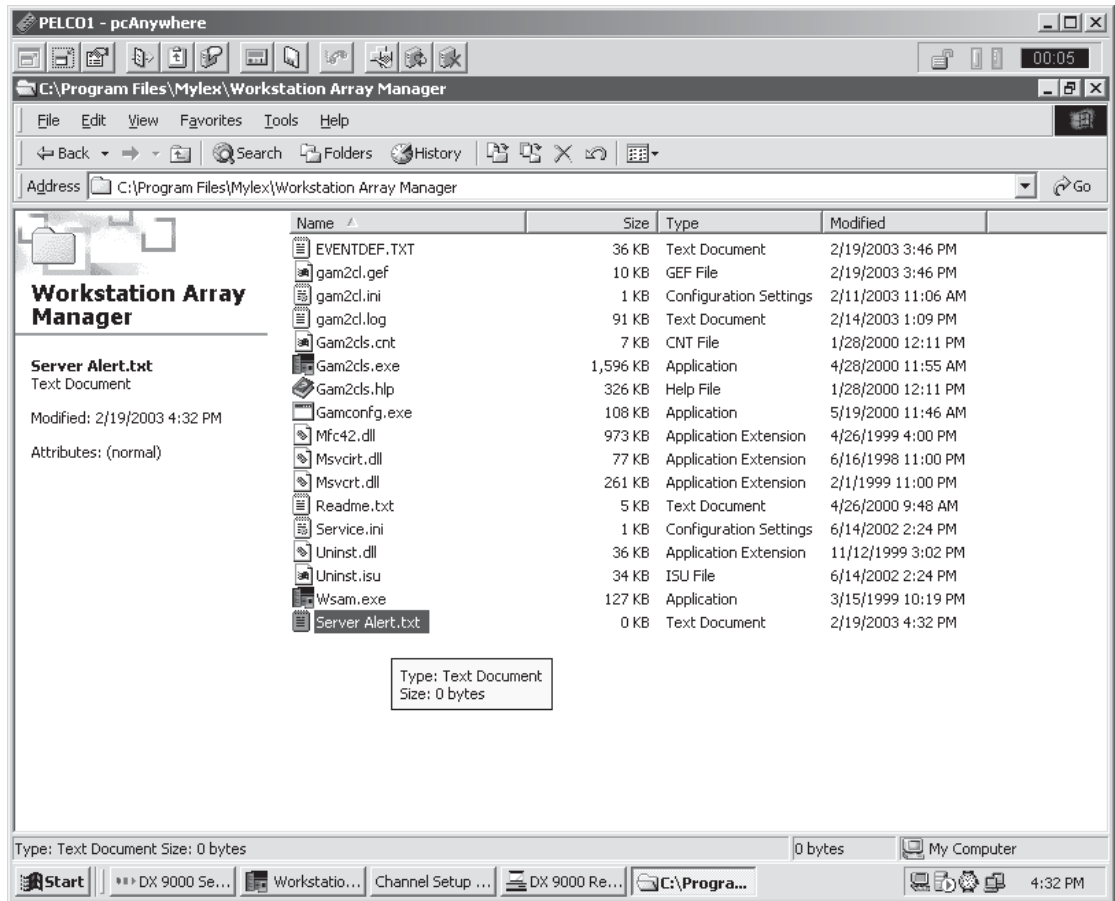 PELCO1 - pcAnywhere
00:05
C:\Program Files\Mylex\Workstation Array Manager
File Edit View Favorites Tools Help
Back Search Folders History
Address C:\Program Files\Mylex\Workstation Array Manager Go
Name Size Type Modified
EVENTDEF.TXT 36 KB Text Document 2/19/2003 3:46 PM
gam2cl.gef 10 KB GEF File 2/19/2003 3:46 PM
gam2cl.ini 1 KB Configuration Settings 2/11/2003 11:06 AM
gam2cl.log 91 KB Text Document 2/14/2003 1:09 PM
Gam2cls.cnt 7 KB CNT File 1/28/2000 12:11 PM
Gam2cls.exe 1,596 KB Application 4/28/2000 11:55 AM
Gam2cls.hlp 326 KB Help File 1/28/2000 12:11 PM
Gamconfg.exe 108 KB Application 5/19/2000 11:46 AM
Mfc42.dll 973 KB Application Extension 4/26/1999 4:00 PM
Msvcirt.dll 77 KB Application Extension 6/16/1998 11:00 PM
Msvcrt.dll 261 KB Application Extension 2/1/1999 11:00 PM
Readme.txt 5 KB Text Document 4/26/2000 9:48 AM
Service.ini 1 KB Configuration Settings 6/14/2002 2:24 PM
Uninst.dll 36 KB Application Extension 11/12/1999 3:02 PM
Uninst.isu 34 KB ISU File 6/14/2002 2:24 PM
Wsam.exe 127 KB Application 3/15/1999 10:19 PM
Server Alert.txt 0 KB Text Document 2/19/2003 4:32 PM
Workstation Array
Manager
Server Alert.txt
Text Document
Modified: 2/19/2003 4:32 PM
Attributes: (normal)
Type: Text Document
Size: 0 bytes
Type: Text Document Size: 0 bytes 0 bytes My Computer
Start DX 9000 Se... Workstatio... Channel Setup ... DX 9000 Re... C:\Progra... 4:32 PM